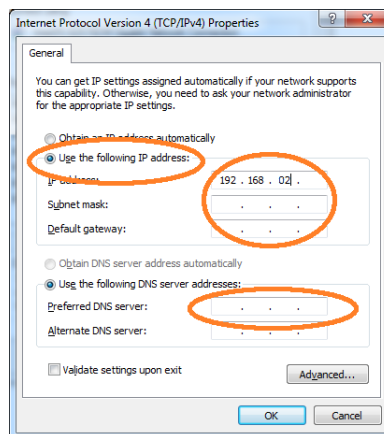 Internet Protocol Version 4 (TCP/IPv4) Properties
General
You can get IP settings assigned automatically if your network supports
this capability. Otherwise, you need to ask your network administrator
for the appropriate IP settings.
Obtain an IP address automatically
Use the following IP address:
IP address: 192 . 168 . 02 .
Subnet mask: . . .
Default gateway: . . .
Obtain DNS server address automatically
Use the following DNS server addresses:
Preferred DNS server: . . .
Alternate DNS server: . . .
Validate settings upon exit
Advanced...
OK Cancel